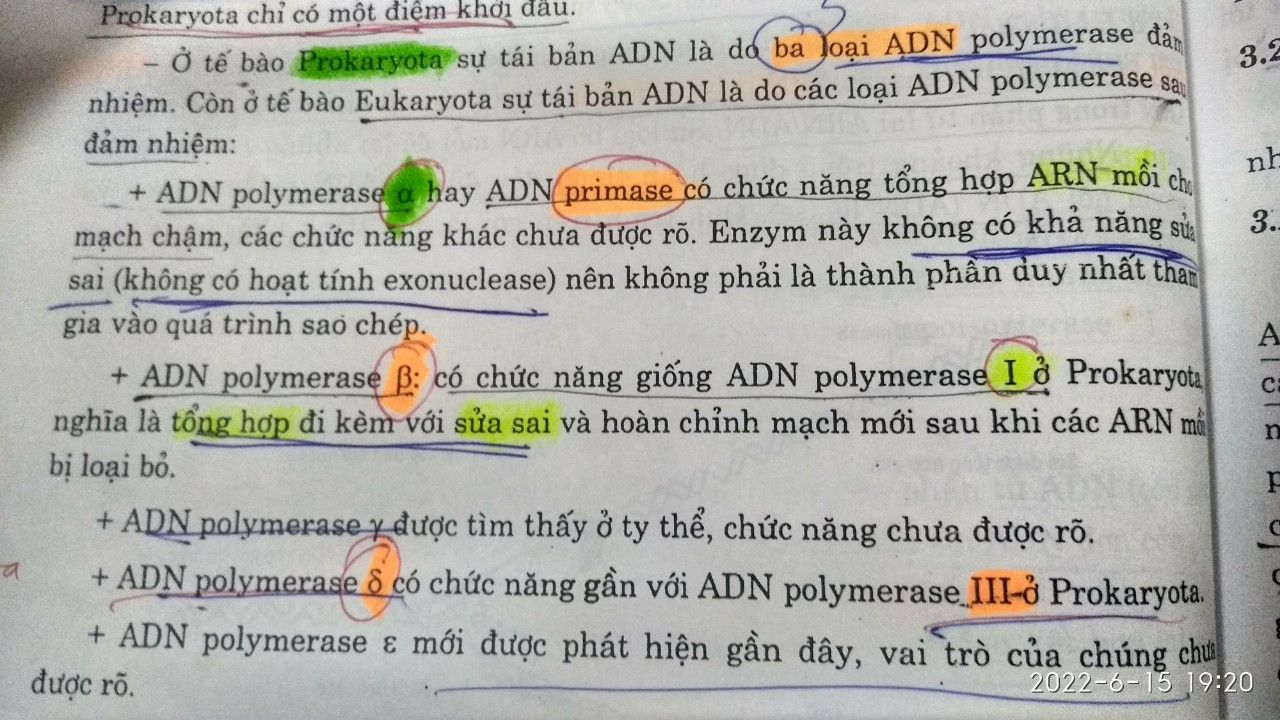 Prokaryota chỉ có một điểm khởi đầu.
– Ở tế bào Prokaryota sự tái bản ADN là do ba loại ADN polymerase đảm
nhiệm. Còn ở tế bào Eukaryota sự tái bản ADN là do các loại ADN polymerase sau
đảm nhiệm:
+ ADN polymerase α hay ADN primase có chức năng tổng hợp ARN mồi cho
mạch chậm, các chức năng khác chưa được rõ. Enzym này không có khả năng sửa
sai (không có hoạt tính exonuclease) nên không phải là thành phần duy nhất tham
gia vào quá trình sao chép.
+ ADN polymerase β: có chức năng giống ADN polymerase I ở Prokaryota,
nghĩa là tổng hợp đi kèm với sửa sai và hoàn chỉnh mạch mới sau khi các ARN mồi
bị loại bỏ.
+ ADN polymerase γ được tìm thấy ở ty thể, chức năng chưa được rõ.
+ ADN polymerase δ có chức năng gần với ADN polymerase III ở Prokaryota.
+ ADN polymerase ε mới được phát hiện gần đây, vai trò của chúng chưa
được rõ.
2022-6-15 19:20
3.2
nh
3.
A
c
n
p